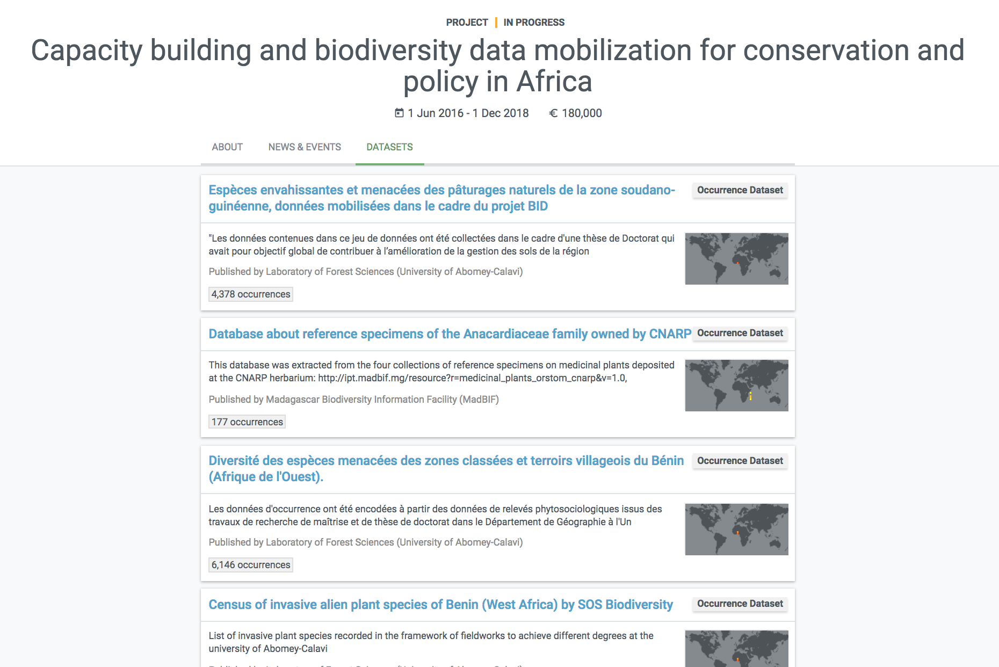 PROJECT | IN PROGRESS
Capacity building and biodiversity data mobilization for conservation and
policy in Africa
1 Jun 2016 - 1 Dec 2018 € 180,000
ABOUT NEWS & EVENTS DATASETS
Espèces envahissantes et menacées des pâturages naturels de la zone soudano-
guinéenne, données mobilisées dans le cadre du projet BID
Occurrence Dataset
"Les données contenues dans ce jeu de données ont été collectées dans le cadre d'une thèse de Doctorat qui
avait pour objectif global de contribuer à l’amélioration de la gestion des sols de la région
Published by Laboratory of Forest Sciences (University of Abomey-Calavi)
4,378 occurrences
Database about reference specimens of the Anacardiaceae family owned by CNARP
Occurrence Dataset
This database was extracted from the four collections of reference specimens on medicinal plants deposited
at the CNARP herbarium: http://ipt.madbif.mg/resource?r=medicinal_plants_orstom_cnarp&v=1.0,
Published by Madagascar Biodiversity Information Facility (MadBIF)
177 occurrences
Diversité des espèces menacées des zones classées et terroirs villageois du Bénin
(Afrique de l'Ouest).
Occurrence Dataset
Les données d'occurrence ont été encodées à partir des données de relevés phytosociologiques issus des
travaux de recherche de maîtrise et de thèse de doctorat dans le Département de Géographie à l'Un
Published by Laboratory of Forest Sciences (University of Abomey-Calavi)
6,146 occurrences
Census of invasive alien plant species of Benin (West Africa) by SOS Biodiversity
Occurrence Dataset
List of invasive plant species recorded in the framework of fieldworks to achieve different degrees at the
university of Abomey-Calavi